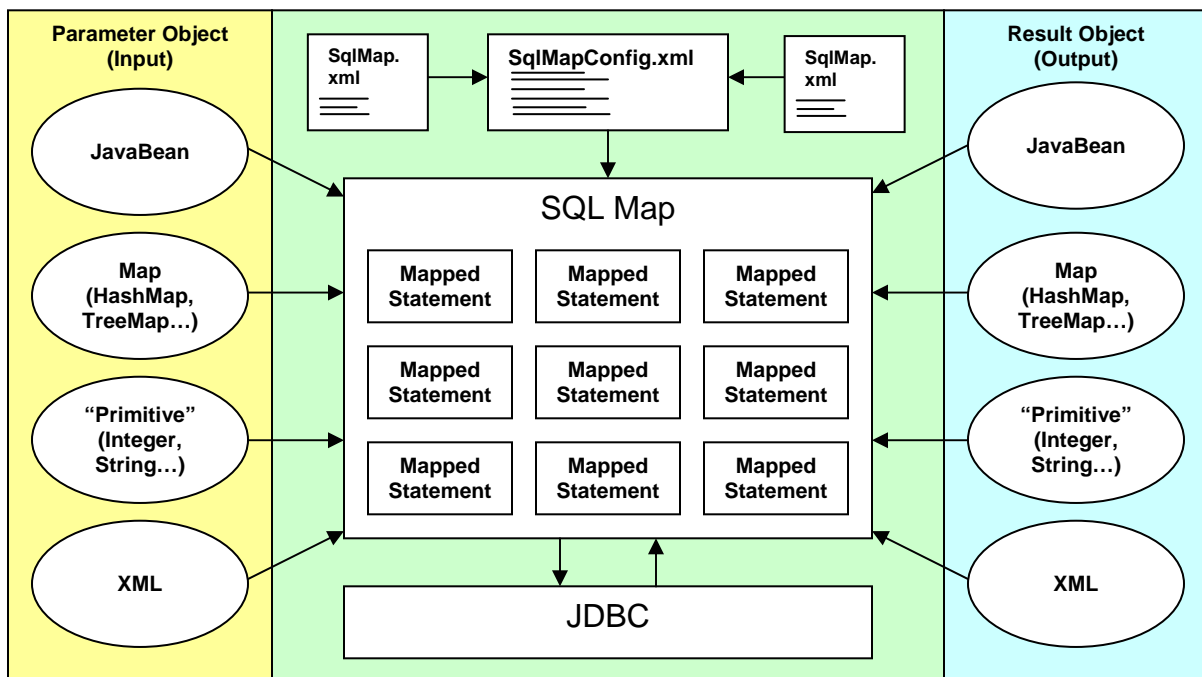 Parameter Object
(Input)
JavaBean
Map
(HashMap,
TreeMap…)
“Primitive”
(Integer,
String…)
XML
SqlMap.
xml
SqlMapConfig.xml
SqlMap.
xml
SQL Map
Mapped
Statement
Mapped
Statement
Mapped
Statement
Mapped
Statement
Mapped
Statement
Mapped
Statement
Mapped
Statement
Mapped
Statement
Mapped
Statement
JDBC
Result Object
(Output)
JavaBean
Map
(HashMap,
TreeMap…)
“Primitive”
(Integer,
String…)
XML